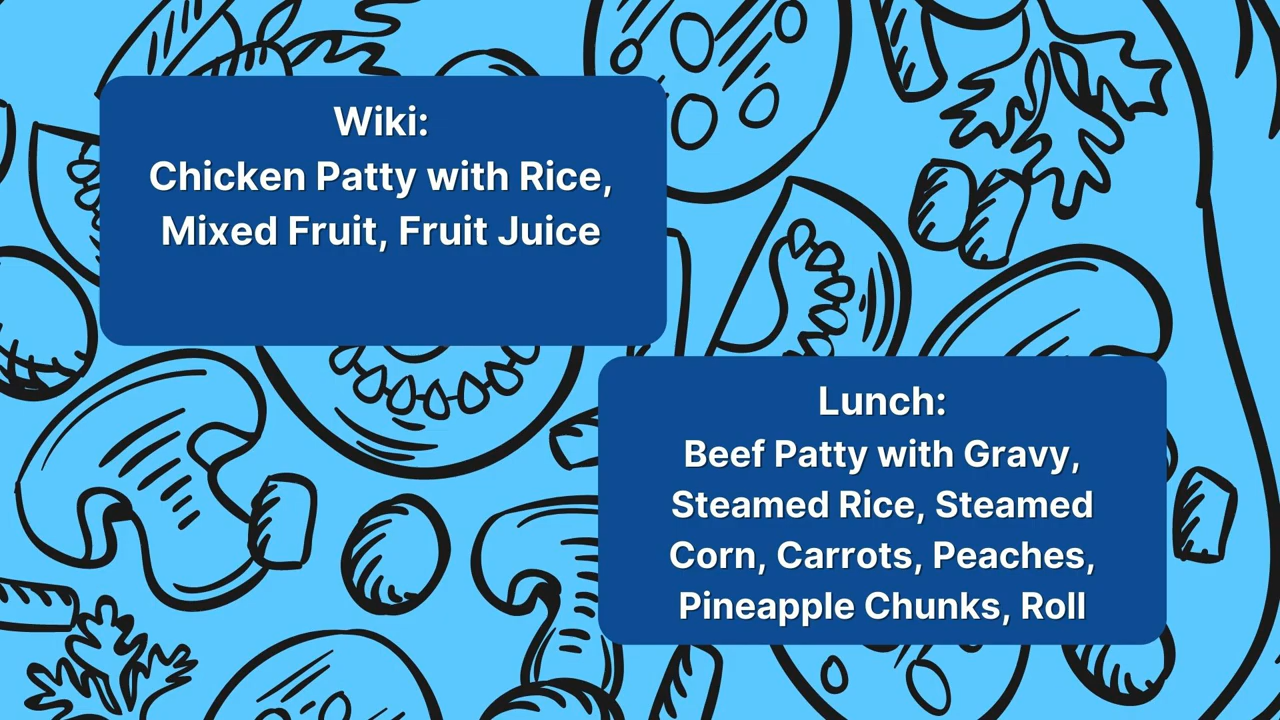 Wiki:
Chicken Patty with Rice,
Mixed Fruit, Fruit Juice
Lunch:
Beef Patty with Gravy,
Steamed Rice, Steamed
Corn, Carrots, Peaches,
Pineapple Chunks, Roll